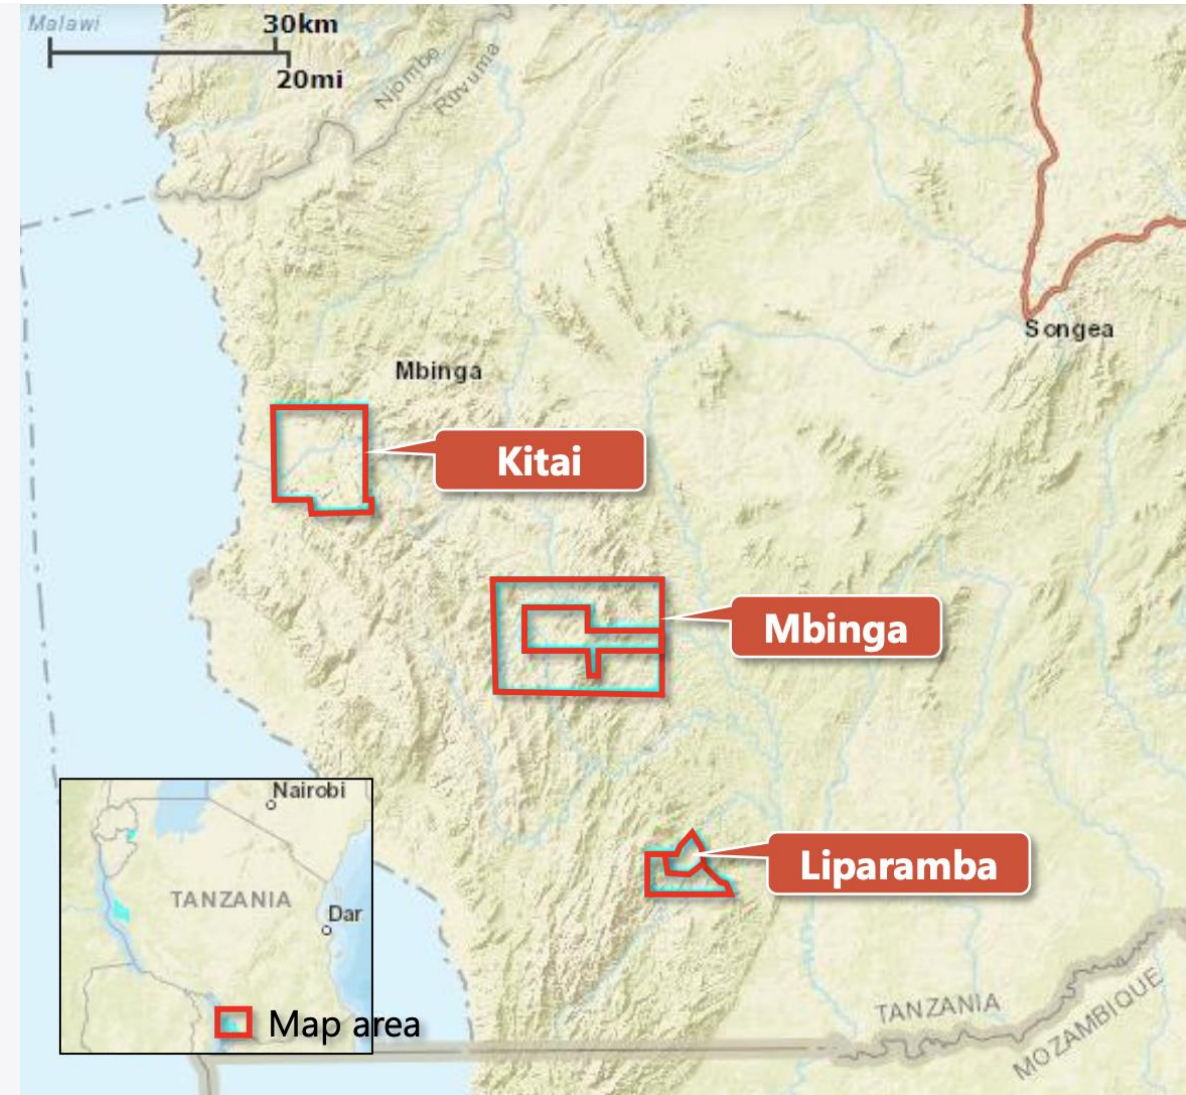 Malawi
30km
20mi
Njombe
Ruvuma
Songea
Mbinga
Kitai
Mbinga
Liparamba
Nairobi
TANZANIA
Dar
Map area
TANZANIA
MOZAMBIQUE